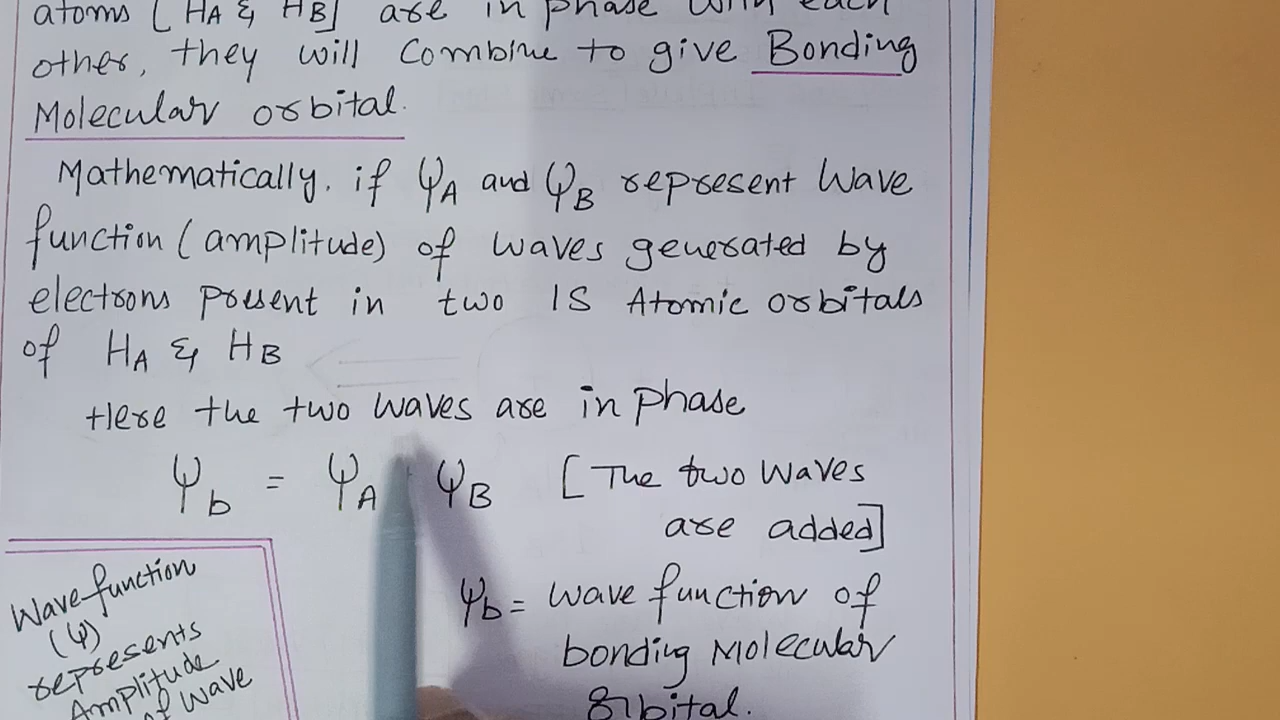 atoms [HA & HB] are in phase with each
other, they will Combine to give Bonding
Molecular orbital.
Mathematically, if ΨA and ΨB represent Wave
function (amplitude) of waves generated by
electrons present in two 1S Atomic orbitals
of HA & HB
Here the two waves are in phase
Ψb = ΨA ΨB [The two waves
are added]
Ψb = wave function of
bonding Molecular
orbital.
Wave function
(Ψ)
represents
Amplitude
of wave